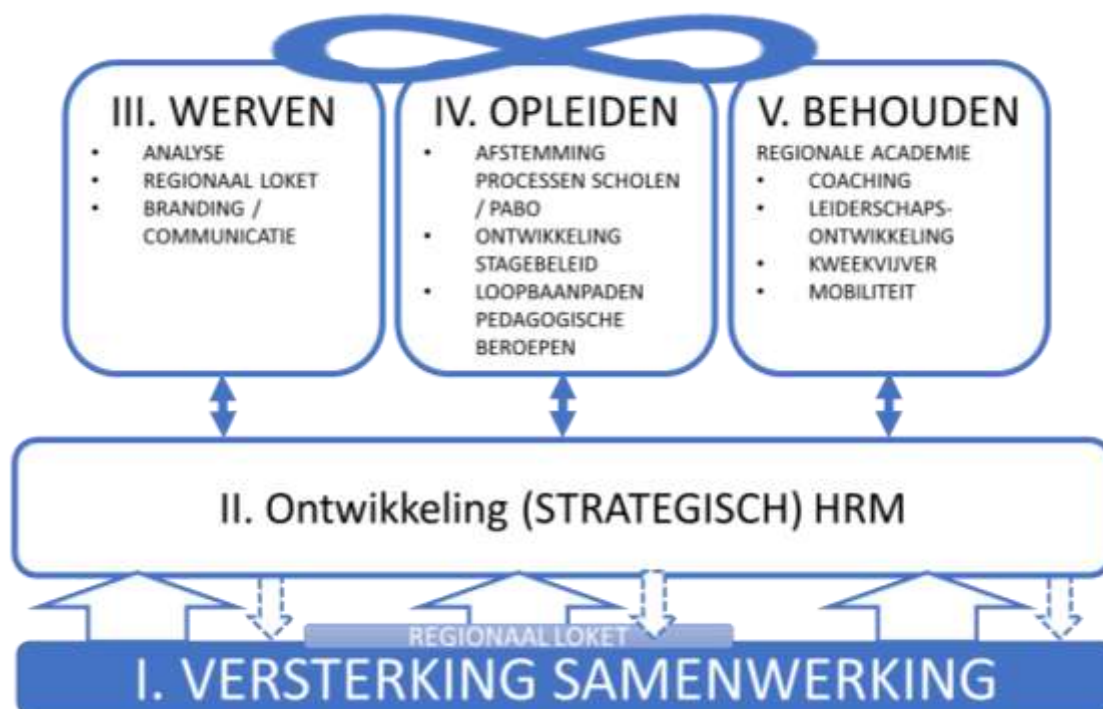 III. WERVEN
• ANALYSE
• REGIONAAL LOKET
• BRANDING /
COMMUNICATIE
IV. OPLEIDEN
• AFSTEMMING
PROCESSEN SCHOLEN
/ PABO
• ONTWIKKELING
STAGEBELEID
• LOOPBAANPADEN
PEDAGOGISCHE
BEROEPEN
V. BEHOUDEN
REGIONALE ACADEMIE
• COACHING
• LEIDERSCHAPS-
ONTWIKKELING
• KWEEKVIJVER
• MOBILITEIT
II. Ontwikkeling (STRATEGISCH) HRM
REGIONAAL LOKET
I. VERSTERKING SAMENWERKING